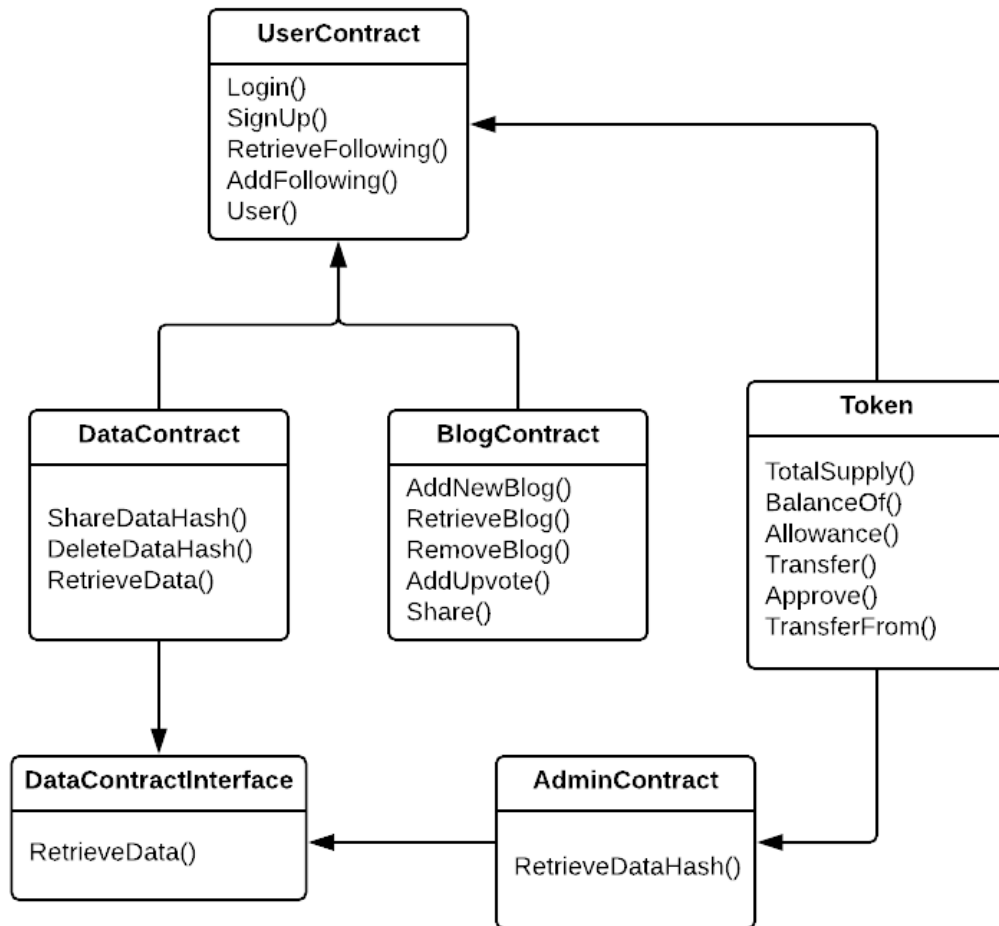 UserContract
Login()
SignUp()
RetrieveFollowing()
AddFollowing()
User()
DataContract
ShareDataHash()
DeleteDataHash()
RetrieveData()
BlogContract
AddNewBlog()
RetrieveBlog()
RemoveBlog()
AddUpvote()
Share()
Token
TotalSupply()
BalanceOf()
Allowance()
Transfer()
Approve()
TransferFrom()
DataContractInterface
RetrieveData()
AdminContract
RetrieveDataHash()